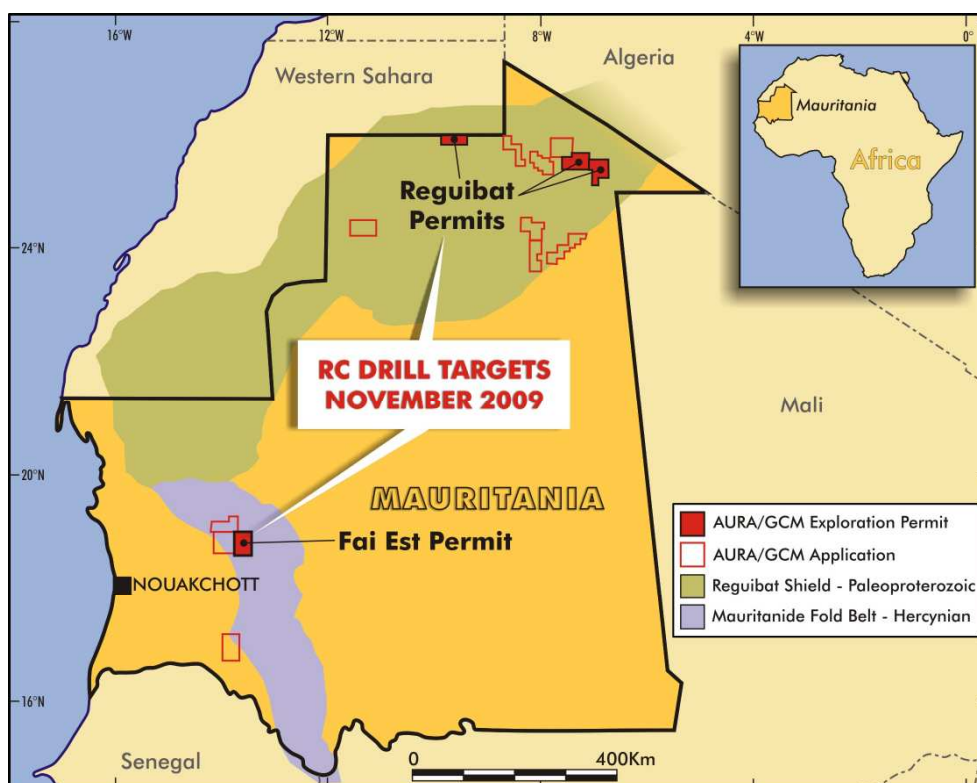 16°W
12°W
8°W
4°W
0°
Western Sahara
Algeria
Mauritania
Africa
Reguibat
Permits
24°N
RC DRILL TARGETS
NOVEMBER 2009
Mali
20°N
MAURITANIA
Fai Est Permit
NOUAKCHOTT
AURA/GCM Exploration Permit
AURA/GCM Application
Reguibat Shield - Paleoproterozoic
Mauritanide Fold Belt - Hercynian
16°N
Senegal
0
400Km